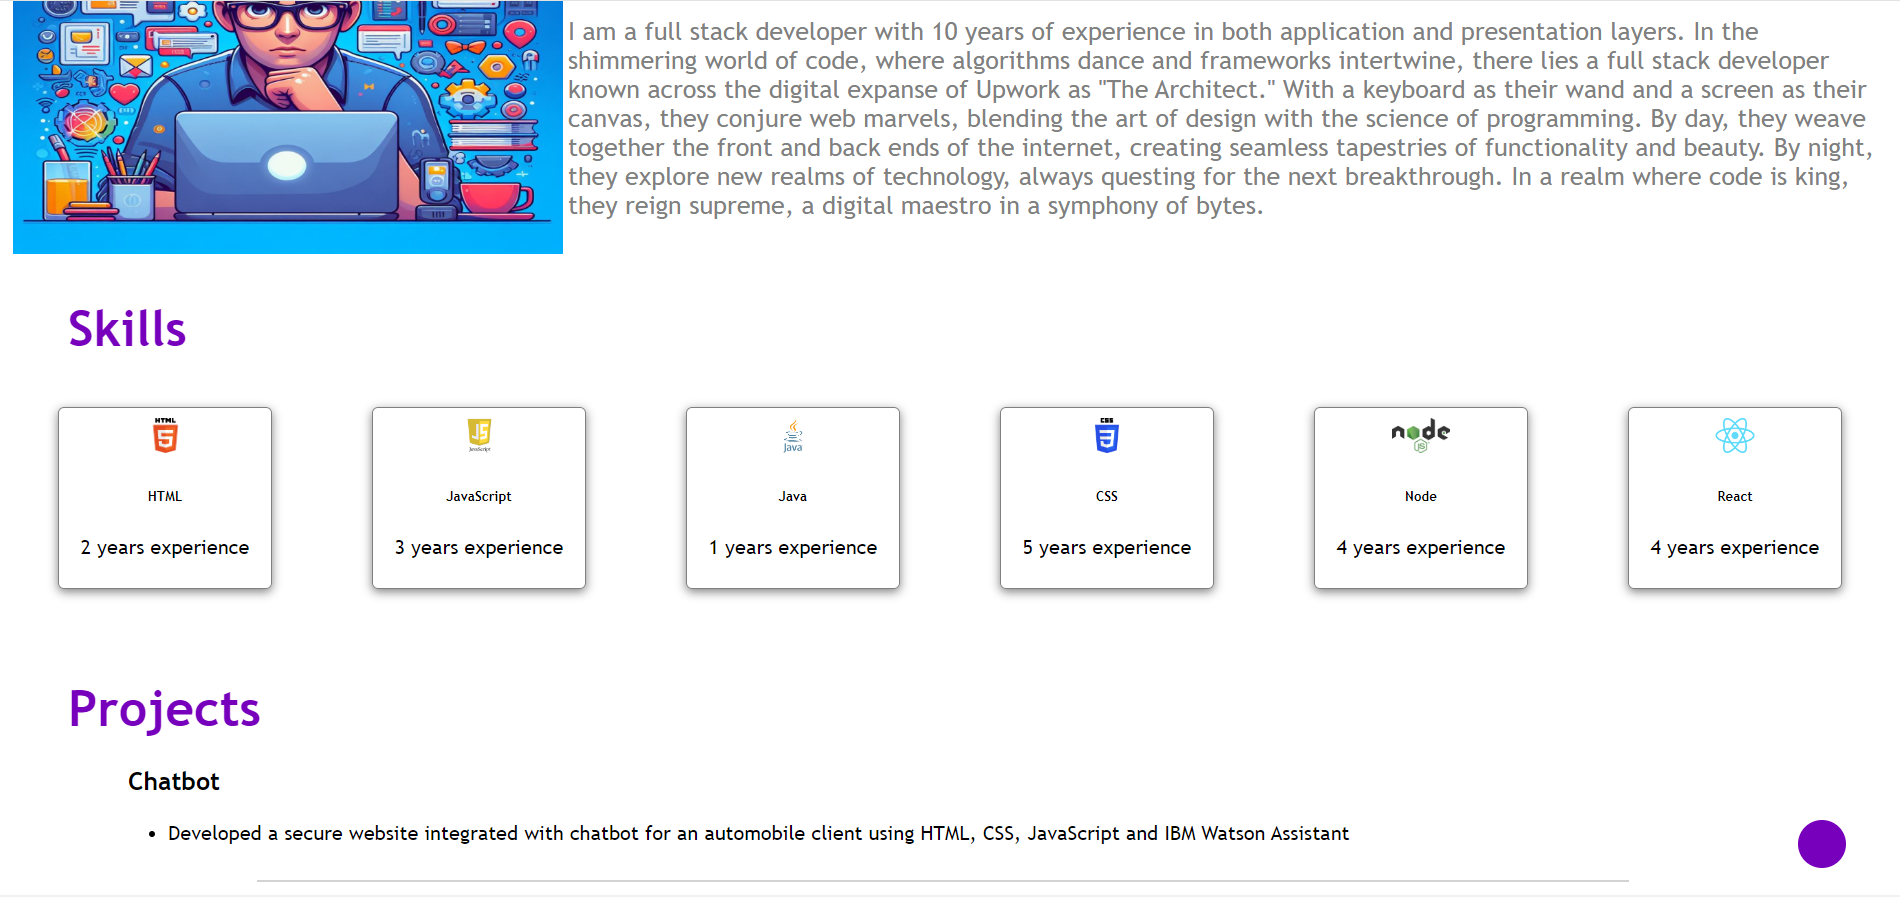 I am a full stack developer with 10 years of experience in both application and presentation layers. In the
shimmering world of code, where algorithms dance and frameworks intertwine, there lies a full stack developer
known across the digital expanse of Upwork as "The Architect." With a keyboard as their wand and a screen as their
canvas, they conjure web marvels, blending the art of design with the science of programming. By day, they weave
together the front and back ends of the internet, creating seamless tapestries of functionality and beauty. By night,
they explore new realms of technology, always questing for the next breakthrough. In a realm where code is king,
they reign supreme, a digital maestro in a symphony of bytes.
Skills
HTML
5
HTML
2 years experience
JS
JavaScript
JavaScript
3 years experience
Java
Java
1 years experience
CSS
3
CSS
5 years experience
node
JS
Node
4 years experience
React
4 years experience
Projects
Chatbot
• Developed a secure website integrated with chatbot for an automobile client using HTML, CSS, JavaScript and IBM Watson Assistant